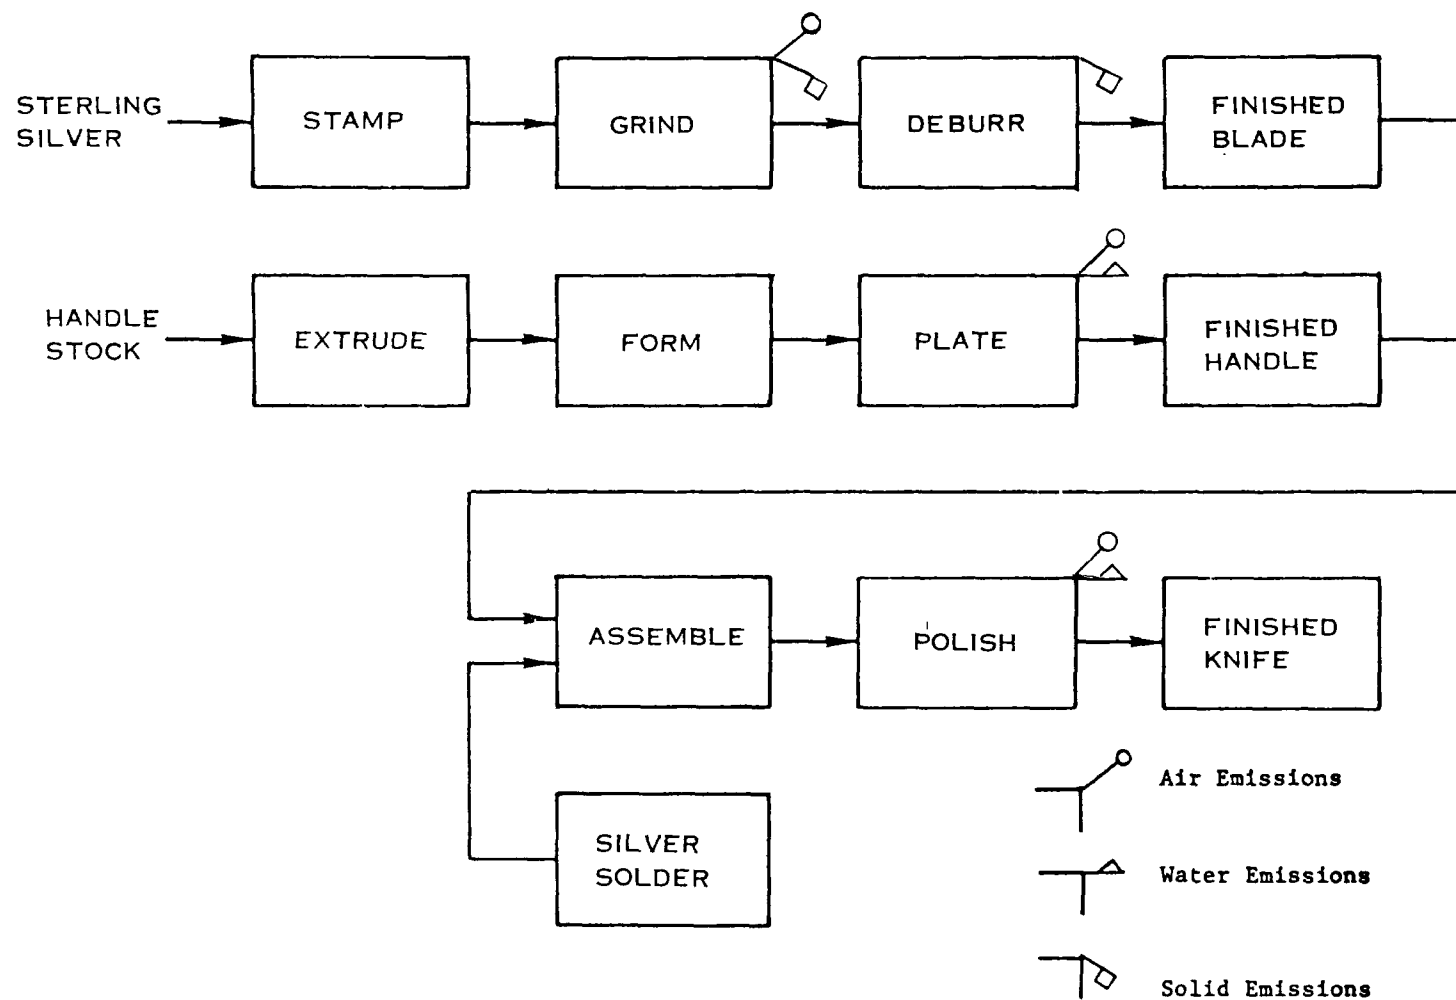 STERLING
SILVER
STAMP
GRIND
DEBURR
FINISHED
BLADE
HANDLE
STOCK
EXTRUDE
FORM
PLATE
FINISHED
HANDLE
ASSEMBLE
POLISH
FINISHED
KNIFE
SILVER
SOLDER
Air Emissions
Water Emissions
Solid Emissions